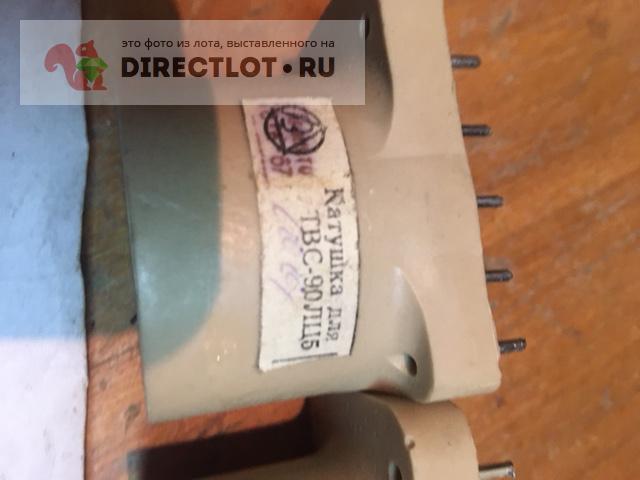 это фото из лота, выставленного на
DIRECTLOT.RU
Катушка для
ТВС-90ЛЦ5